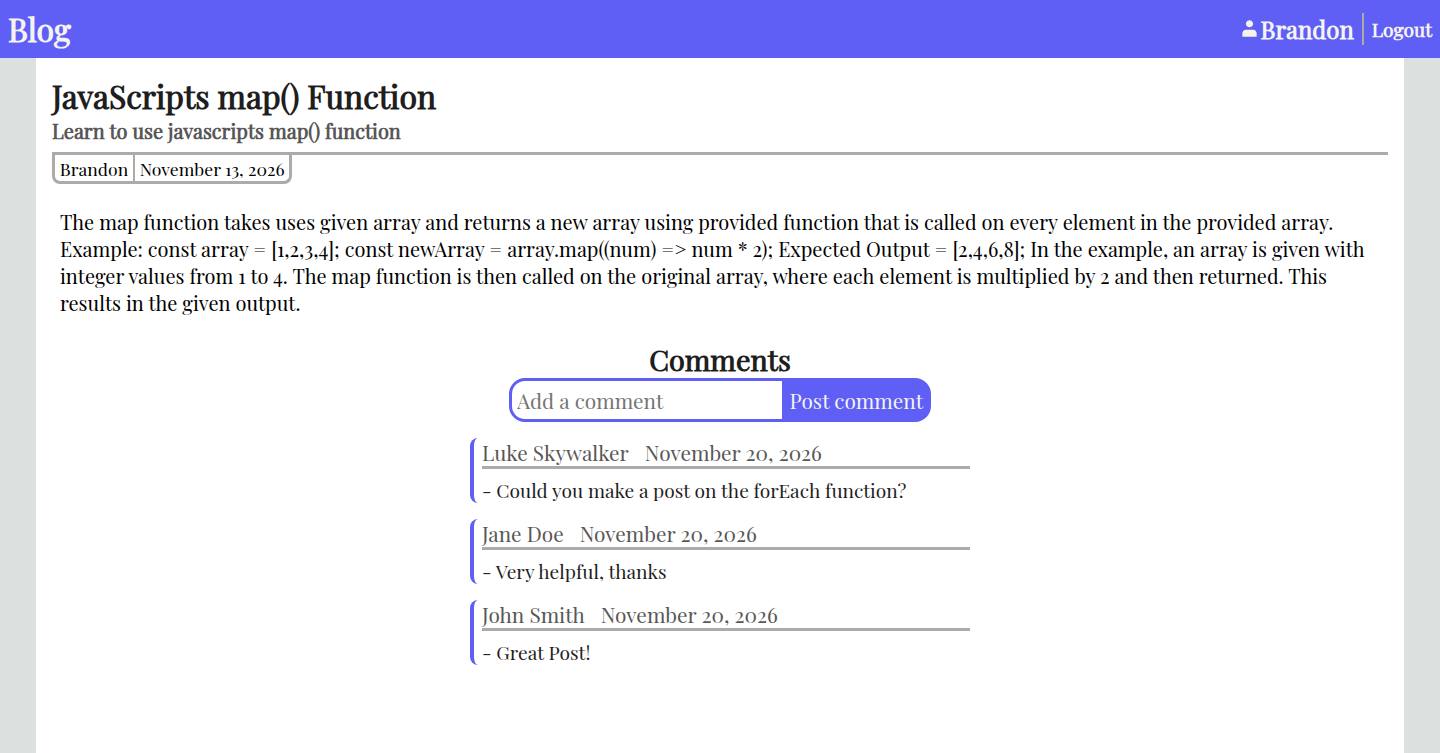 Blog
Brandon
Logout
JavaScripts map() Function
Learn to use javascripts map() function
Brandon
November 13, 2026
The map function takes uses given array and returns a new array using provided function that is called on every element in the provided array.
Example: const array = [1,2,3,4]; const newArray = array.map((num) => num * 2); Expected Output = [2,4,6,8]; In the example, an array is given with
integer values from 1 to 4. The map function is then called on the original array, where each element is multiplied by 2 and then returned. This
results in the given output.
Comments
Add a comment
Post comment
Luke Skywalker November 20, 2026
- Could you make a post on the forEach function?
Jane Doe November 20, 2026
- Very helpful, thanks
John Smith November 20, 2026
- Great Post!